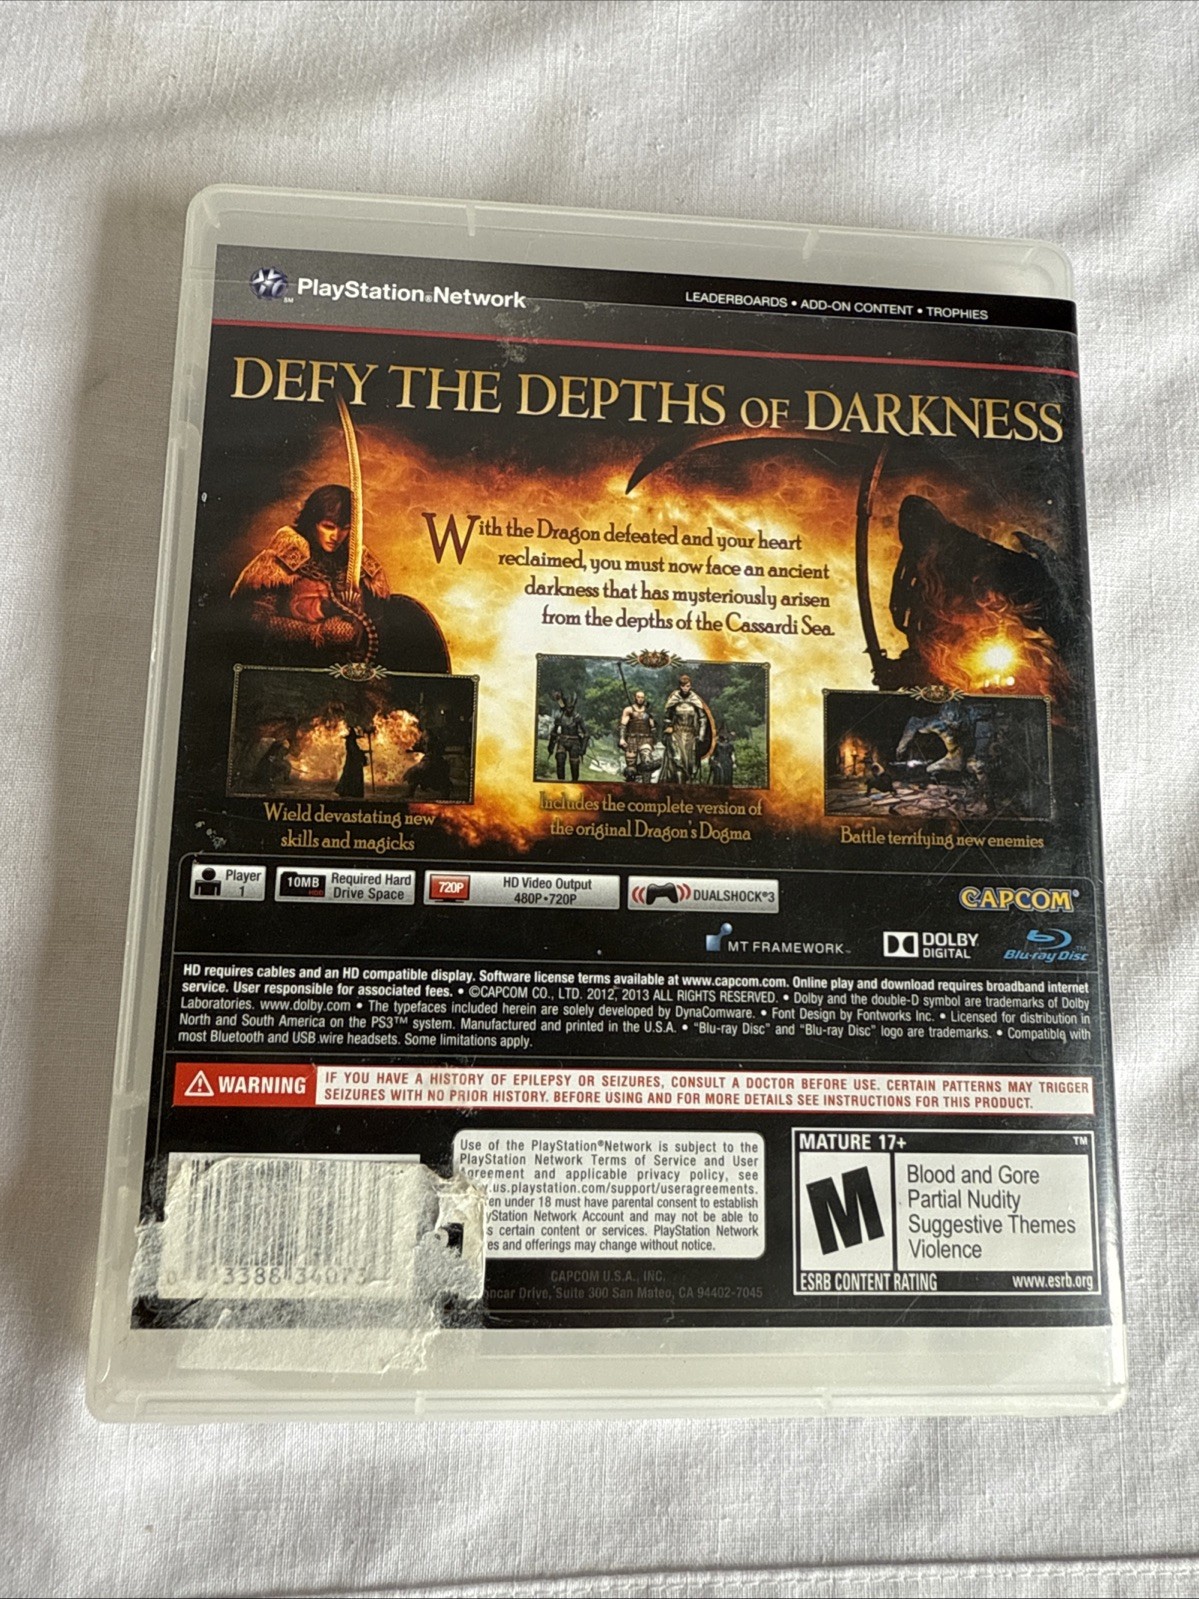 PlayStation®Network
SM
LEADERBOARDS • ADD-ON CONTENT • TROPHIES
DEFY THE DEPTHS OF DARKNESS
With the Dragon defeated and your heart
reclaimed, you must now face an ancient
darkness that has mysteriously arisen
from the depths of the Cassardi Sea.
Wield devastating new
skills and magicks
Includes the complete version of
the original Dragon's Dogma
Battle terrifying new enemies
Player
1
10MB
Required Hard
Drive Space
720P
HD Video Output
480P•720P
DUALSHOCK®3
CAPCOM®
MT FRAMEWORK™
DOLBY
DIGITAL
Blu-ray Disc™
HD requires cables and an HD compatible display. Software license terms available at www.capcom.com. Online play and download requires broadband internet
service. User responsible for associated fees. • ©CAPCOM CO., LTD. 2012, 2013 ALL RIGHTS RESERVED. • Dolby and the double-D symbol are trademarks of Dolby
Laboratories. www.dolby.com • The typefaces included herein are solely developed by DynaComware. • Font Design by Fontworks Inc. • Licensed for distribution in
North and South America on the PS3™ system. Manufactured and printed in the U.S.A. • "Blu-ray Disc" and "Blu-ray Disc" logo are trademarks. • Compatible with
most Bluetooth and USB wire headsets. Some limitations apply.
WARNING
IF YOU HAVE A HISTORY OF EPILEPSY OR SEIZURES, CONSULT A DOCTOR BEFORE USE. CERTAIN PATTERNS MAY TRIGGER
SEIZURES WITH NO PRIOR HISTORY. BEFORE USING AND FOR MORE DETAILS SEE INSTRUCTIONS FOR THIS PRODUCT.
Use of the PlayStation®Network is subject to the
PlayStation Network Terms of Service and User
Agreement and applicable privacy policy, see
.us.playstation.com/support/useragreements.
en under 18 must have parental consent to establish
yStation Network Account and may not be able to
s certain content or services. PlayStation Network
es and offerings may change without notice.
CAPCOM U.S.A., INC.
Drive, Suite 300 San Mateo, CA 94402-7045
0 13388 34073
MATURE 17+
TM
M
Blood and Gore
Partial Nudity
Suggestive Themes
Violence
ESRB CONTENT RATING
www.esrb.org